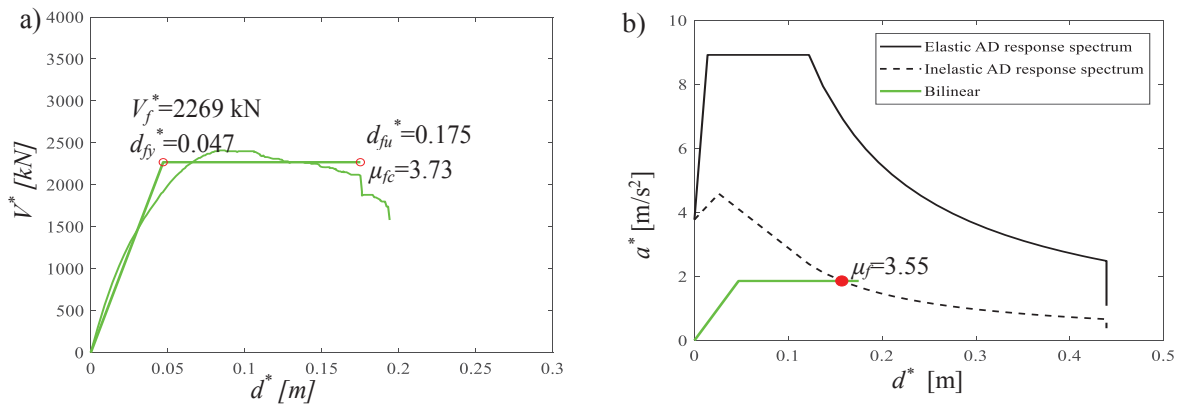 a)
4000
3500
3000
2500
2000
1500
1000
500
0
V* [kN]
V_f*=2269 kN
d_fy*=0.047
d_fu*=0.175
μ_fc=3.73
0 0.05 0.1 0.15 0.2 0.25 0.3
d* [m]
b)
10
8
6
4
2
0
a* [m/s²]
Elastic AD response spectrum
Inelastic AD response spectrum
Bilinear
μ_f=3.55
0 0.1 0.2 0.3 0.4 0.5
d* [m]